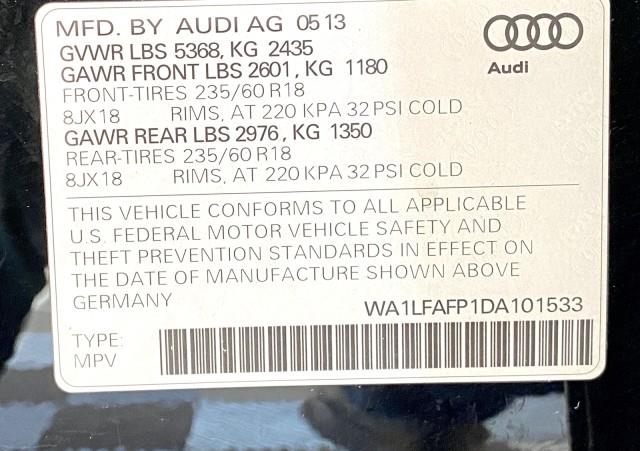 MFD. BY AUDI AG 0513
GVWR LBS 5368, KG 2435
GAWR FRONT LBS 2601, KG 1180
FRONT-TIRES 235/60 R18
8JX18 RIMS, AT 220 KPA 32 PSI COLD
GAWR REAR LBS 2976, KG 1350
REAR-TIRES 235/60 R18
8JX18 RIMS, AT 220 KPA 32 PSI COLD
Audi
THIS VEHICLE CONFORMS TO ALL APPLICABLE
U.S. FEDERAL MOTOR VEHICLE SAFETY AND
THEFT PREVENTION STANDARDS IN EFFECT ON
THE DATE OF MANUFACTURE SHOWN ABOVE
GERMANY
WA1LFAFP1DA101533
TYPE:
MPV